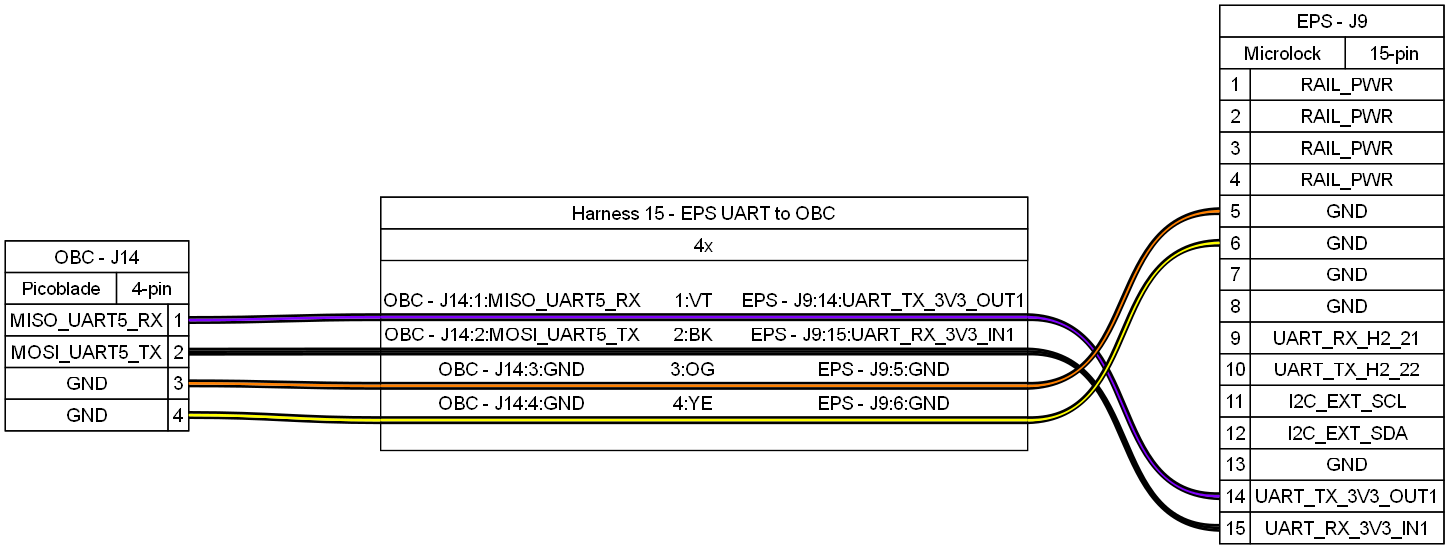 EPS - J9
Microlock 15-pin
1 RAIL_PWR
2 RAIL_PWR
3 RAIL_PWR
4 RAIL_PWR
5 GND
6 GND
7 GND
8 GND
9 UART_RX_H2_21
10 UART_TX_H2_22
11 I2C_EXT_SCL
12 I2C_EXT_SDA
13 GND
14 UART_TX_3V3_OUT1
15 UART_RX_3V3_IN1
Harness 15 - EPS UART to OBC
4x
OBC - J14:1:MISO_UART5_RX 1:VT EPS - J9:14:UART_TX_3V3_OUT1
OBC - J14:2:MOSI_UART5_TX 2:BK EPS - J9:15:UART_RX_3V3_IN1
OBC - J14:3:GND 3:OG EPS - J9:5:GND
OBC - J14:4:GND 4:YE EPS - J9:6:GND
OBC - J14
Picoblade 4-pin
MISO_UART5_RX 1
MOSI_UART5_TX 2
GND 3
GND 4